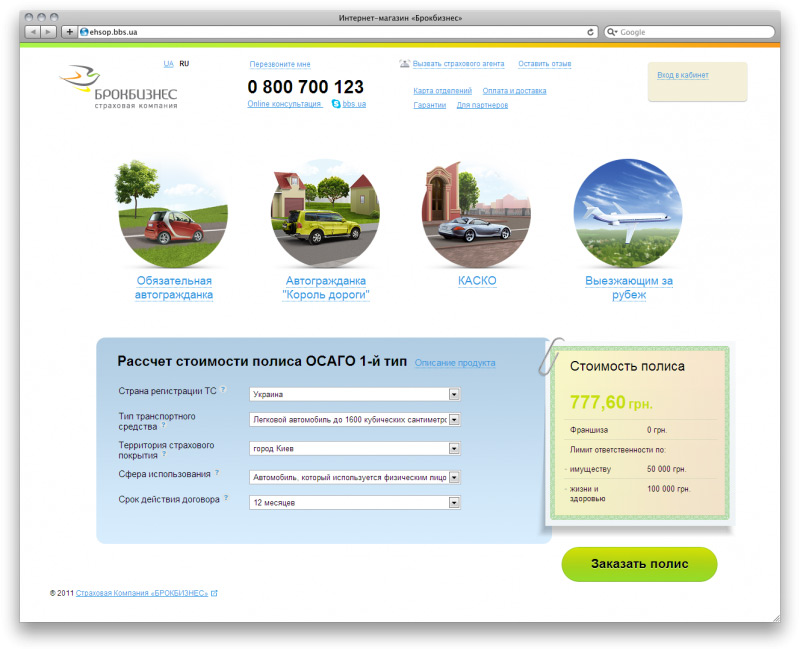 Интернет-магазин «Брокбизнес»
ehsop.bbs.ua
Google
UA RU
БРОКБИЗНЕС
страховая компания
Перезвоните мне
0 800 700 123
Online консультация bbs.ua
Вызвать страхового агента Оставить отзыв
Карта отделений Оплата и доставка
Гарантии Для партнеров
Вход в кабинет
Обязательная
автогражданка
Автогражданка
"Король дороги"
КАСКО
Выезжающим за
рубеж
Рассчет стоимости полиса ОСАГО 1-й тип Описание продукта
Страна регистрации ТС ?
Украина
Тип транспортного
средства ?
Легковой автомобиль до 1600 кубических сантиметро
Территория страхового
покрытия ?
город Киев
Сфера использования ?
Автомобиль, который используется физическим лицо
Срок действия договора ?
12 месяцев
Стоимость полиса
777,60 грн.
Франшиза 0 грн.
Лимит ответственности по:
- имуществу 50 000 грн.
- жизни и
здоровью 100 000 грн.
Заказать полис
© 2011 Страховая Компания «БРОКБИЗНЕС»